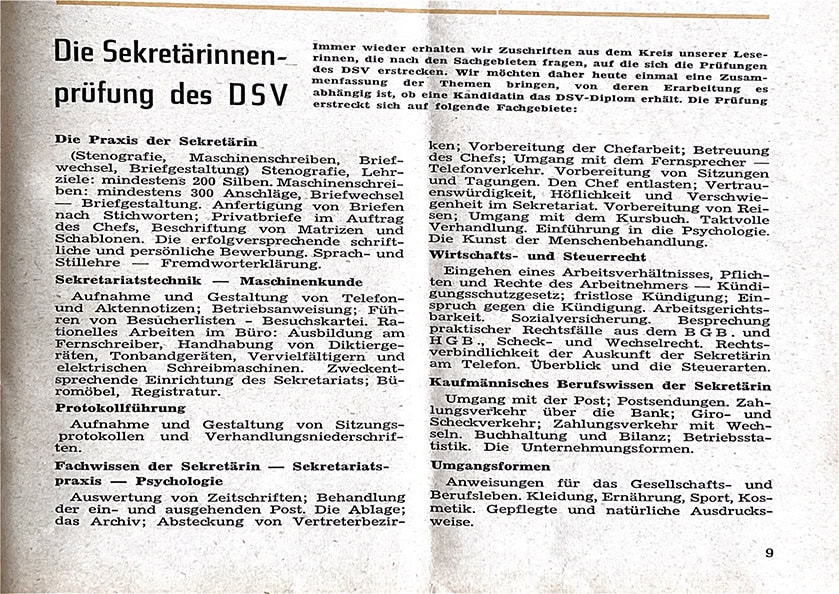 Die Sekretärinnen-
prüfung des DSV
Immer wieder erhalten wir Zuschriften aus dem Kreis unserer Lese-
rinnen, die nach den Sachgebieten fragen, auf die sich die Prüfungen
des DSV erstrecken. Wir möchten daher heute einmal eine Zusam-
menfassung der Themen bringen, von deren Erarbeitung es
abhängig ist, ob eine Kandidatin das DSV-Diplom erhält. Die Prüfung
erstreckt sich auf folgende Fachgebiete:
Die Praxis der Sekretärin
(Stenografie, Maschinenschreiben, Brief-
wechsel, Briefgestaltung) Stenografie, Lehr-
ziele: mindestens 200 Silben. Maschinenschrei-
ben: mindestens 300 Anschläge, Briefwechsel
— Briefgestaltung. Anfertigung von Briefen
nach Stichworten; Privatbriefe im Auftrag
des Chefs, Beschriftung von Matrizen und
Schablonen. Die erfolgversprechende schrift-
liche und persönliche Bewerbung. Sprach- und
Stillehre — Fremdworterklärung.
Sekretariatstechnik — Maschinenkunde
Aufnahme und Gestaltung von Telefon-
und Aktennotizen; Betriebsanweisung; Füh-
ren von Besucherlisten - Besuchskartei. Ra-
tionelles Arbeiten im Büro: Ausbildung am
Fernschreiber, Handhabung von Diktierge-
räten, Tonbandgeräten, Vervielfältigern und
elektrischen Schreibmaschinen. Zweckent-
sprechende Einrichtung des Sekretariats; Bü-
romöbel, Registratur.
Protokollführung
Aufnahme und Gestaltung von Sitzungs-
protokollen und Verhandlungsniederschrif-
ten.
Fachwissen der Sekretärin — Sekretariats-
praxis — Psychologie
Auswertung von Zeitschriften; Behandlung
der ein- und ausgehenden Post. Die Ablage;
das Archiv; Absteckung von Vertreterbezir-
ken; Vorbereitung der Chefarbeit; Betreuung
des Chefs; Umgang mit dem Fernsprecher —
Telefonverkehr. Vorbereitung von Sitzungen
und Tagungen. Den Chef entlasten; Vertrau-
enswürdigkeit, Höflichkeit und Verschwie-
genheit im Sekretariat. Vorbereitung von Rei-
sen; Umgang mit dem Kursbuch. Taktvolle
Verhandlung. Einführung in die Psychologie.
Die Kunst der Menschenbehandlung.
Wirtschafts- und Steuerrecht
Eingehen eines Arbeitsverhältnisses, Pflich-
ten und Rechte des Arbeitnehmers — Kündi-
gungsschutzgesetz; fristlose Kündigung; Ein-
spruch gegen die Kündigung. Arbeitsgerichts-
barkeit. Sozialversicherung. Besprechung
praktischer Rechtsfälle aus dem BGB. und
HGB., Scheck- und Wechselrecht. Rechts-
verbindlichkeit der Auskunft der Sekretärin
am Telefon. Überblick und die Steuerarten.
Kaufmännisches Berufswissen der Sekretärin
Umgang mit der Post; Postsendungen. Zah-
lungsverkehr über die Bank; Giro- und
Scheckverkehr; Zahlungsverkehr mit Wech-
seln. Buchhaltung und Bilanz; Betriebssta-
tistik. Die Unternehmungsformen.
Umgangsformen
Anweisungen für das Gesellschafts- und
Berufsleben. Kleidung, Ernährung, Sport, Kos-
metik. Gepflegte und natürliche Ausdrucks-
weise.
9